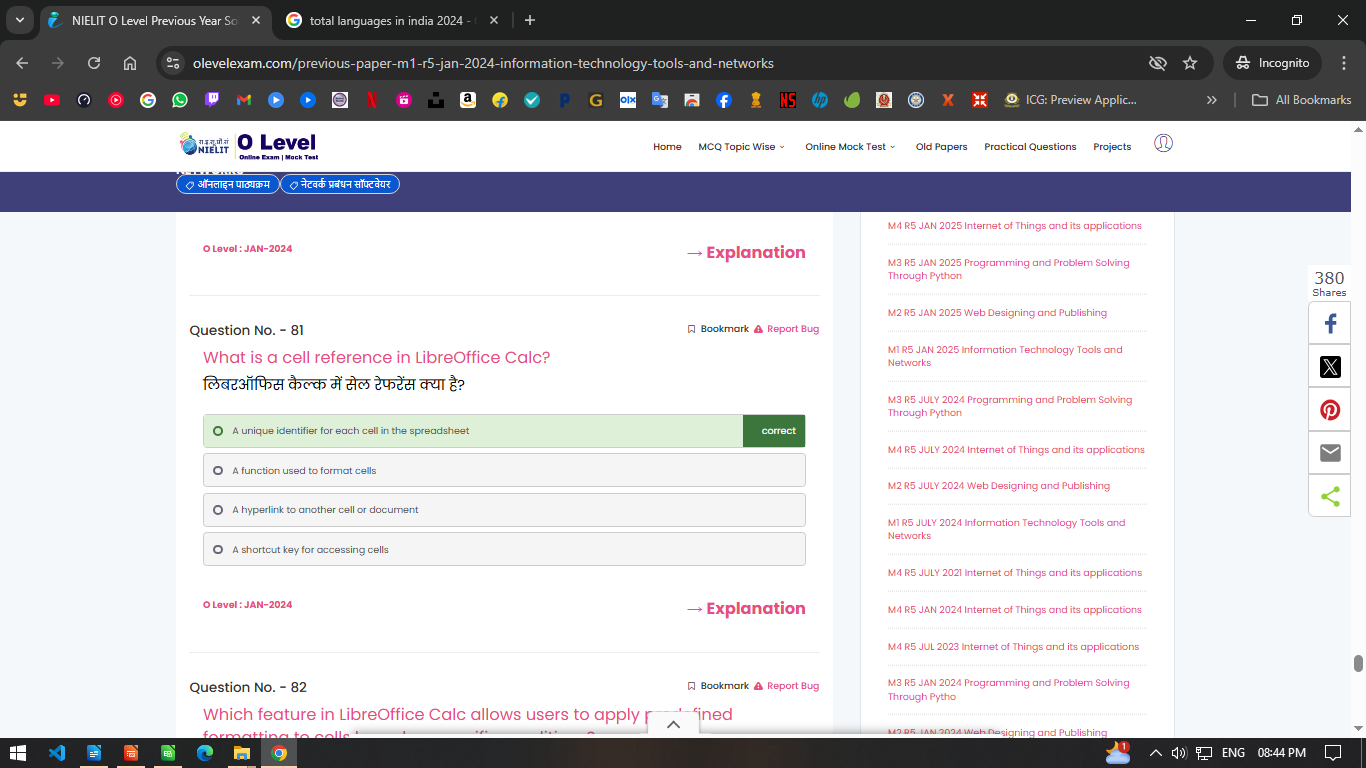 NIELIT O Level Previous Year So
total languages in india 2024 -
olevelexam.com/previous-paper-m1-r5-jan-2024-information-technology-tools-and-networks
Incognito
ICG: Preview Applic...
All Bookmarks
रा.इ.सू.प्रौ.सं
NIELIT
O Level
Online Exam | Mock Test
Home
MCQ Topic Wise
Online Mock Test
Old Papers
Practical Questions
Projects
ऑनलाइन पाठ्यक्रम
नेटवर्क प्रबंधन सॉफ्टवेयर
O Level : JAN-2024
→ Explanation
Question No. - 81
Bookmark
Report Bug
What is a cell reference in LibreOffice Calc?
लिबरऑफिस कैल्क में सेल रेफरेंस क्या है?
A unique identifier for each cell in the spreadsheet
correct
A function used to format cells
A hyperlink to another cell or document
A shortcut key for accessing cells
O Level : JAN-2024
→ Explanation
Question No. - 82
Bookmark
Report Bug
Which feature in LibreOffice Calc allows users to apply predefined
formatting to cells
M4 R5 JAN 2025 Internet of Things and its applications
M3 R5 JAN 2025 Programming and Problem Solving
Through Python
M2 R5 JAN 2025 Web Designing and Publishing
M1 R5 JAN 2025 Information Technology Tools and
Networks
M3 R5 JULY 2024 Programming and Problem Solving
Through Python
M4 R5 JULY 2024 Internet of Things and its applications
M2 R5 JULY 2024 Web Designing and Publishing
M1 R5 JULY 2024 Information Technology Tools and
Networks
M4 R5 JULY 2021 Internet of Things and its applications
M4 R5 JAN 2024 Internet of Things and its applications
M4 R5 JUL 2023 Internet of Things and its applications
M3 R5 JAN 2024 Programming and Problem Solving
Through Pytho
M2 R5 JAN 2024 Web Designing and Publishing
380
Shares
1
ENG
08:44 PM